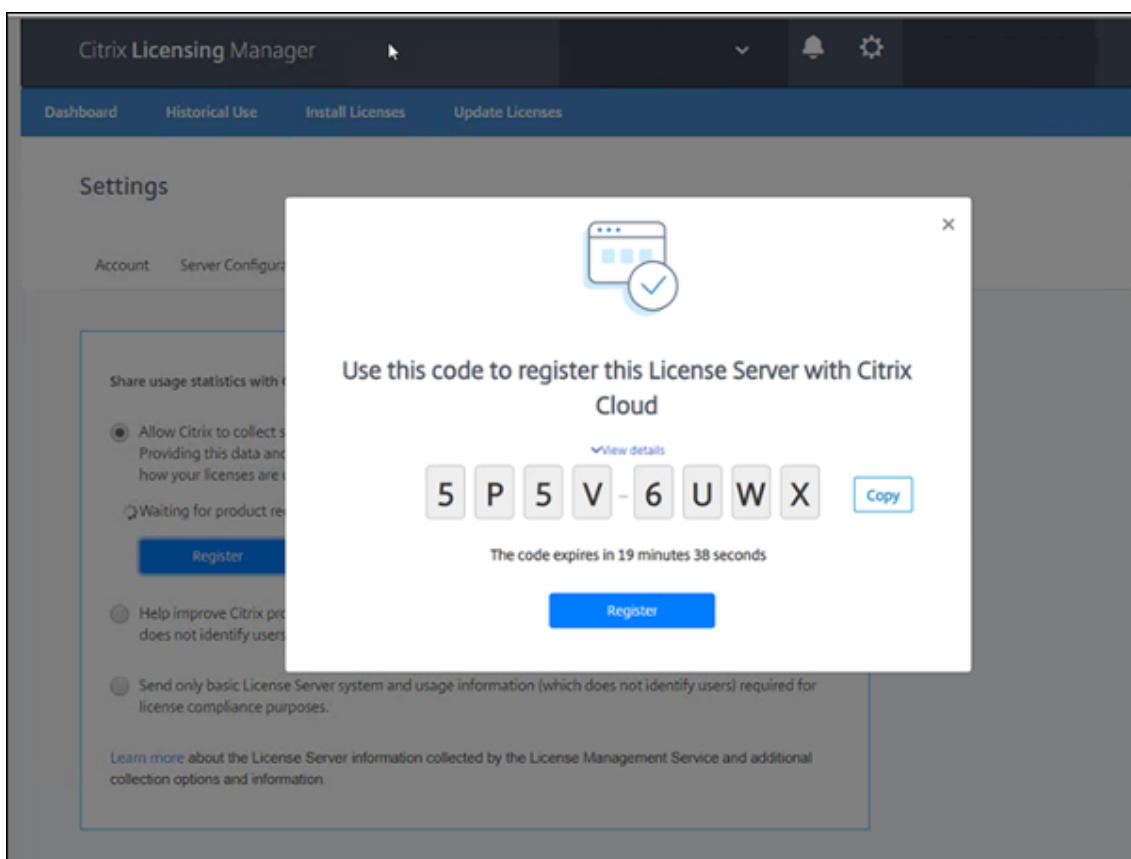 Citrix Licensing Manager
Dashboard Historical Use Install Licenses Update Licenses
Settings
Account Server
Share usage statistics with
Allow Citrix to collect
Providing this data and
how your licenses are
Waiting for product
Register
Help improve Citrix
does not identify users
Send only basic License Server system and usage information (which does not identify users) required for
license compliance purposes.
Learn more about the License Server information collected by the License Management Service and additional
collection options and information.
×
Use this code to register this License Server with Citrix
Cloud
View details
5 P 5 V - 6 U W X
Copy
The code expires in 19 minutes 38 seconds
Register